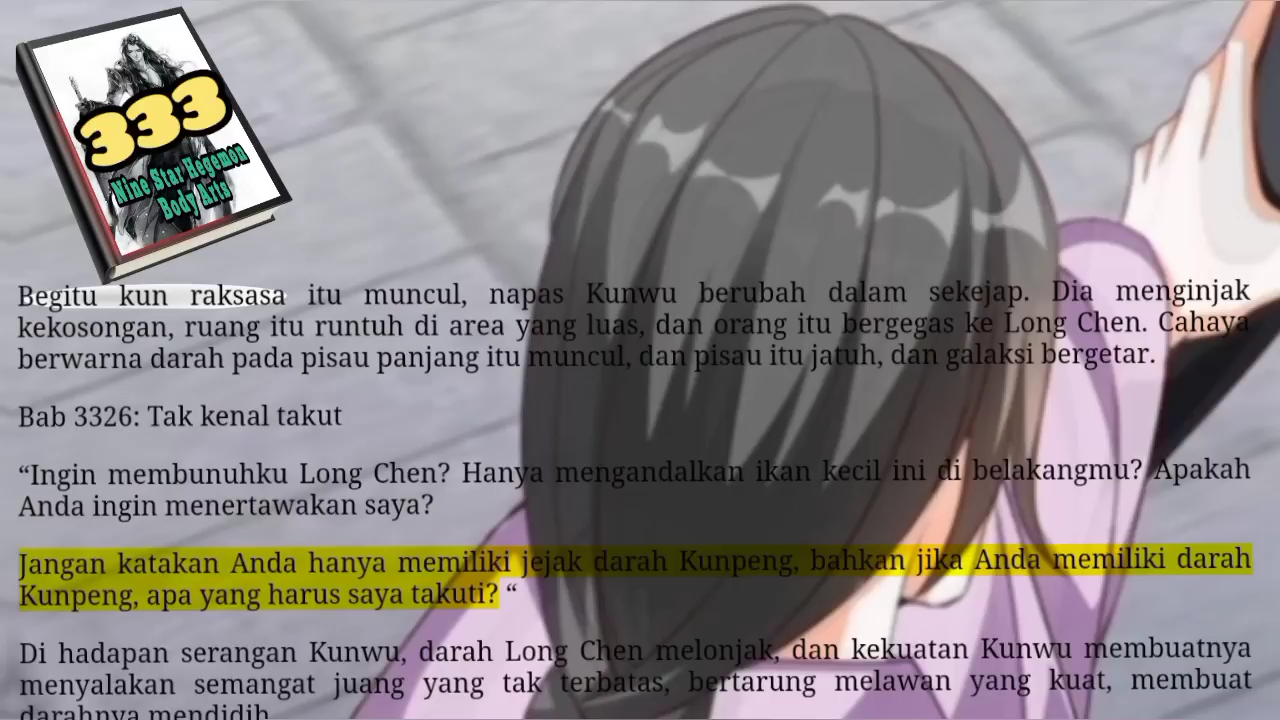 333
Nine Star Hegemon
Body Arts
Begitu kun raksasa itu muncul, napas Kunwu berubah dalam sekejap. Dia menginjak
kekosongan, ruang itu runtuh di area yang luas, dan orang itu bergegas ke Long Chen. Cahaya
berwarna darah pada pisau panjang itu muncul, dan pisau itu jatuh, dan galaksi bergetar.
Bab 3326: Tak kenal takut
“Ingin membunuhku Long Chen? Hanya mengandalkan ikan kecil ini di belakangmu? Apakah
Anda ingin menertawakan saya?
Jangan katakan Anda hanya memiliki jejak darah Kunpeng, bahkan jika Anda memiliki darah
Kunpeng, apa yang harus saya takuti? “
Di hadapan serangan Kunwu, darah Long Chen melonjak, dan kekuatan Kunwu membuatnya
menyalakan semangat juang yang tak terbatas, bertarung melawan yang kuat, membuat
darahnya mendidih.